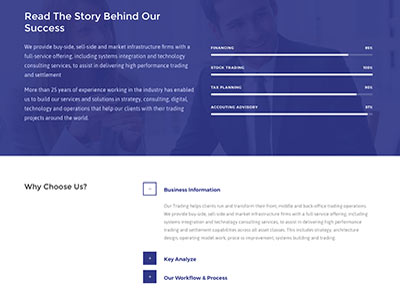 Read The Story Behind Our
Success
We provide buy-side, sell-side and market infrastructure firms with a
full-service offering, including systems integration and technology
consulting services, to assist in delivering high performance trading
and settlement
More than 25 years of experience working in the industry has enabled
us to build our services and solutions in strategy, consulting, digital,
technology and operations that help our clients with their trading
projects around the world.
FINANCING 85%
STOCK TRADING 100%
TAX PLANNING 90%
ACCOUTING ADVISORY 97%
Why Choose Us?
Business Information
Our Trading helps clients run and transform their front, middle and back-office trading operations.
We provide buy-side, sell-side and market infrastructure firms with a full service offering, including
systems integration and technology consulting services, to assist in delivering high performance
trading and settlement capabilities across all asset classes. This includes strategy, architecture
design, operating model work, process improvement, systems building and trading.
+ Key Analyze
+ Our Workflow & Process